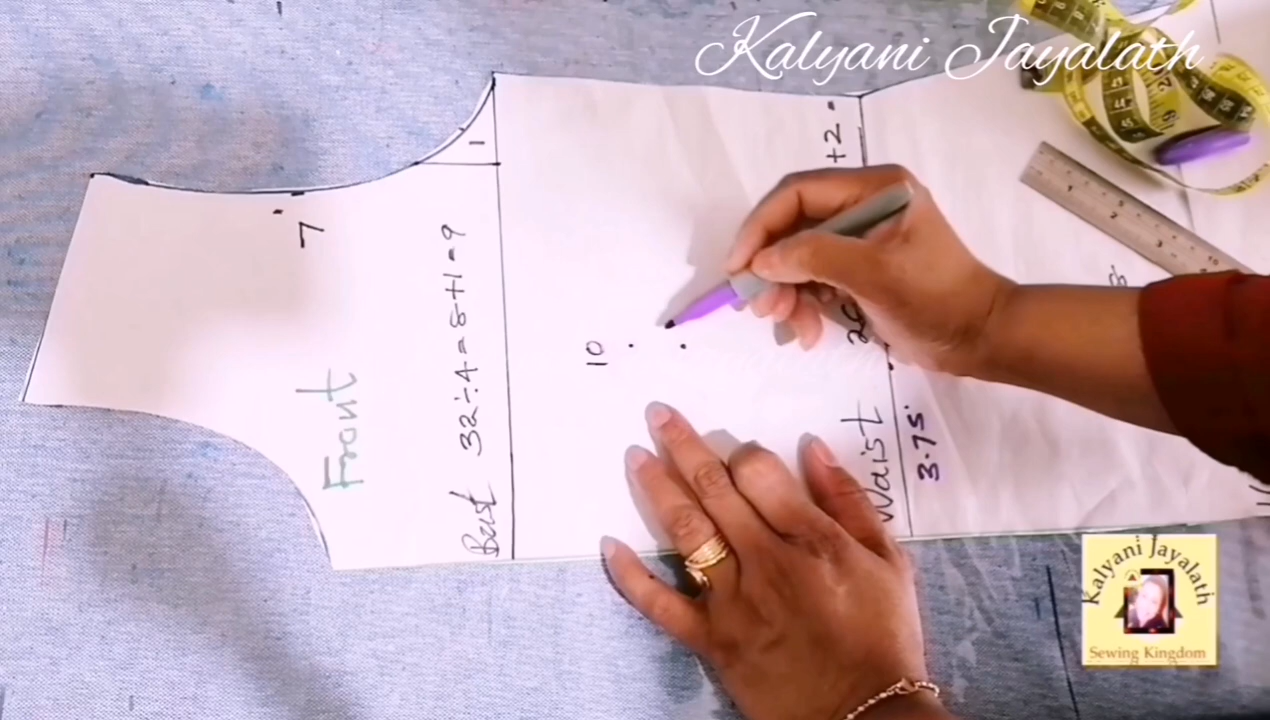 Kalyani Jayalath
Front
7
1
Bust 32÷4=8+1=9
10
Waist
+2=
3.75
Kalyani Jayalath
Sewing Kingdom